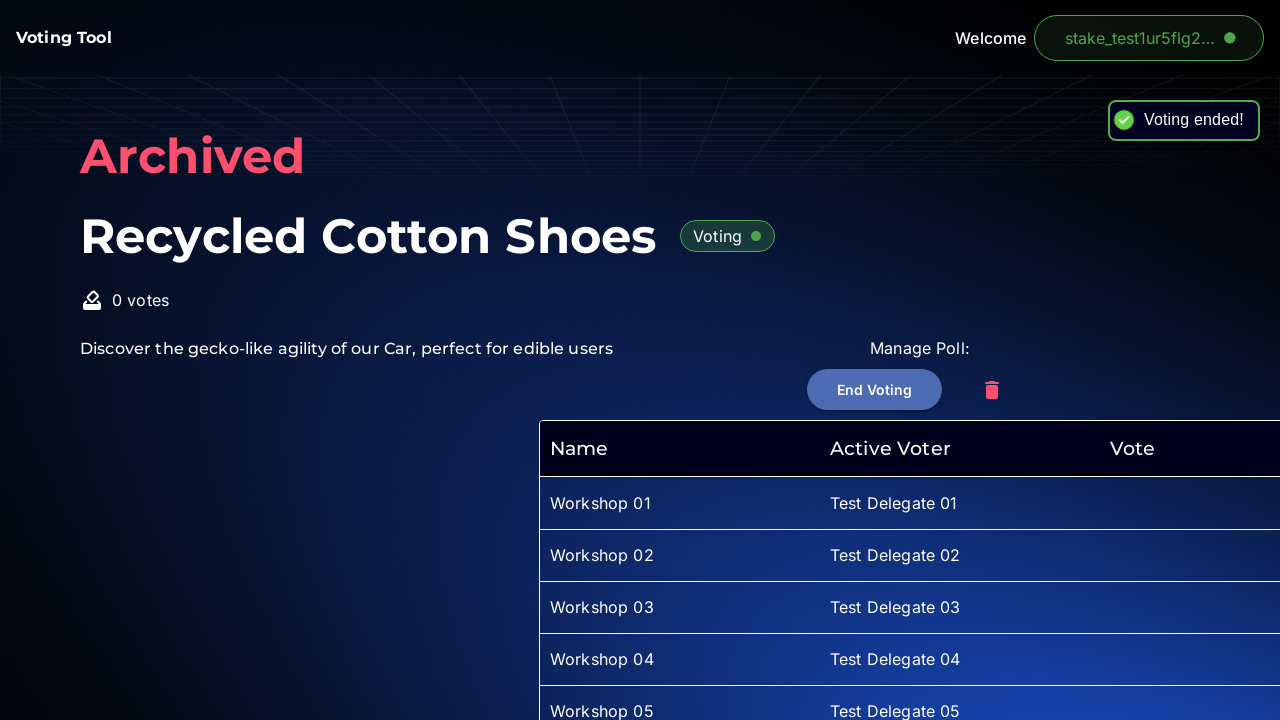 Voting Tool
Welcome
stake_test1ur5flg2...
Voting ended!
Archived
Recycled Cotton Shoes
Voting
0 votes
Discover the gecko-like agility of our Car, perfect for edible users
Manage Poll:
End Voting
Name Active Voter Vote
Workshop 01 Test Delegate 01
Workshop 02 Test Delegate 02
Workshop 03 Test Delegate 03
Workshop 04 Test Delegate 04
Workshop 05 Test Delegate 05